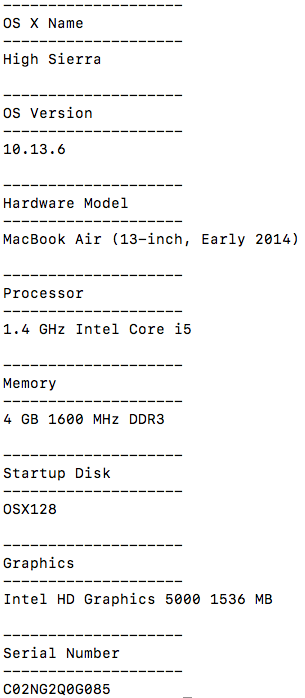 --------------------
OS X Name
--------------------
High Sierra

--------------------
OS Version
--------------------
10.13.6

--------------------
Hardware Model
--------------------
MacBook Air (13-inch, Early 2014)

--------------------
Processor
--------------------
1.4 GHz Intel Core i5

--------------------
Memory
--------------------
4 GB 1600 MHz DDR3

--------------------
Startup Disk
--------------------
OSX128

--------------------
Graphics
--------------------
Intel HD Graphics 5000 1536 MB

--------------------
Serial Number
--------------------
C02NG2Q0G085